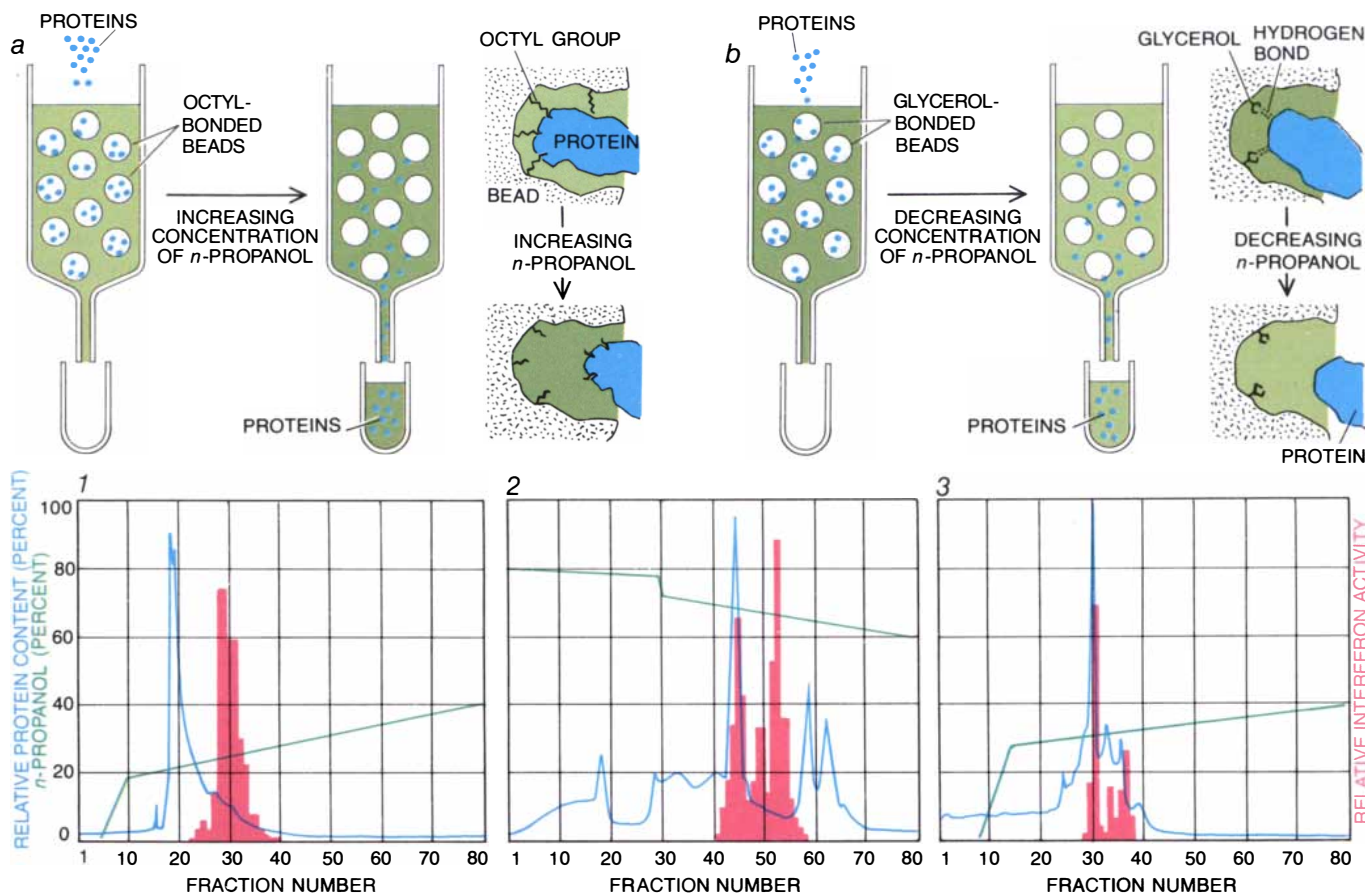 a
PROTEINS
OCTYL-
BONDED
BEADS
INCREASING
CONCENTRATION
OF n-PROPANOL
PROTEINS
OCTYL GROUP
PROTEIN
BEAD
INCREASING
n-PROPANOL
b
PROTEINS
GLYCEROL-
BONDED
BEADS
DECREASING
CONCENTRATION
OF n-PROPANOL
PROTEINS
GLYCEROL
HYDROGEN
BOND
DECREASING
n-PROPANOL
PROTEIN
RELATIVE PROTEIN CONTENT (PERCENT)
n-PROPANOL (PERCENT)
1
100
80
60
40
20
0
1 10 20 30 40 50 60 70 80
FRACTION NUMBER
2
1 10 20 30 40 50 60 70 80
FRACTION NUMBER
3
1 10 20 30 40 50 60 70 80
FRACTION NUMBER
RELATIVE INTERFERON ACTIVITY